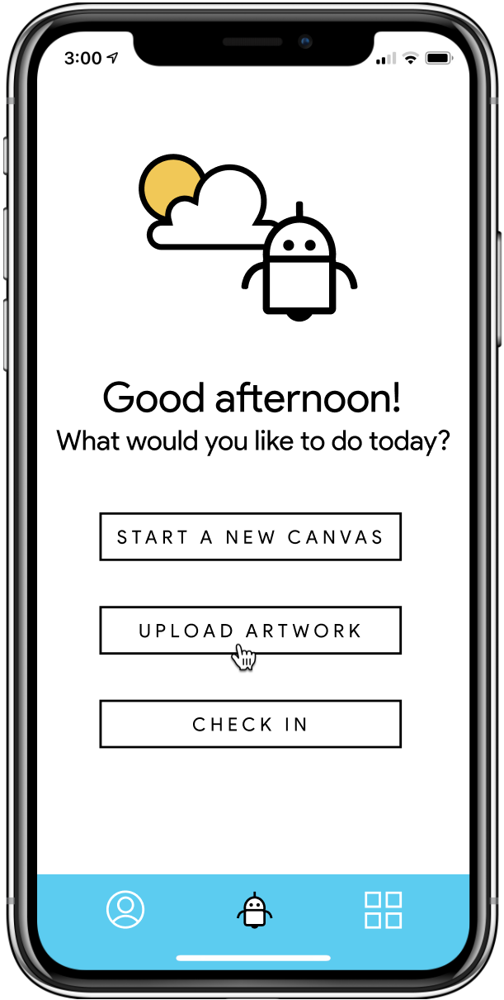 3:00
Good afternoon!
What would you like to do today?
START A NEW CANVAS
UPLOAD ARTWORK
CHECK IN